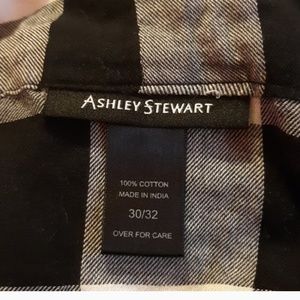 ASHLEY STEWART
100% COTTON
MADE IN INDIA
30/32
OVER FOR CARE